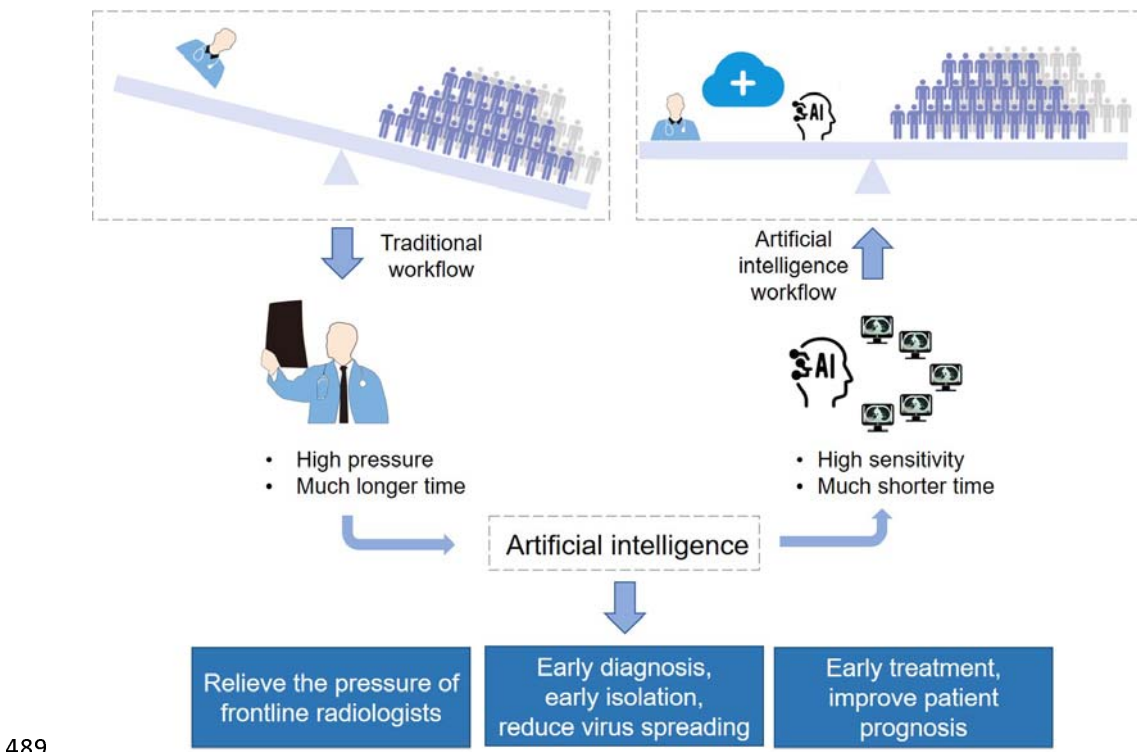 AI
Traditional
workflow
Artificial
intelligence
workflow
AI
• High pressure
• Much longer time
• High sensitivity
• Much shorter time
Artificial intelligence
Relieve the pressure of
frontline radiologists
Early diagnosis,
early isolation,
reduce virus spreading
Early treatment,
improve patient
prognosis
489